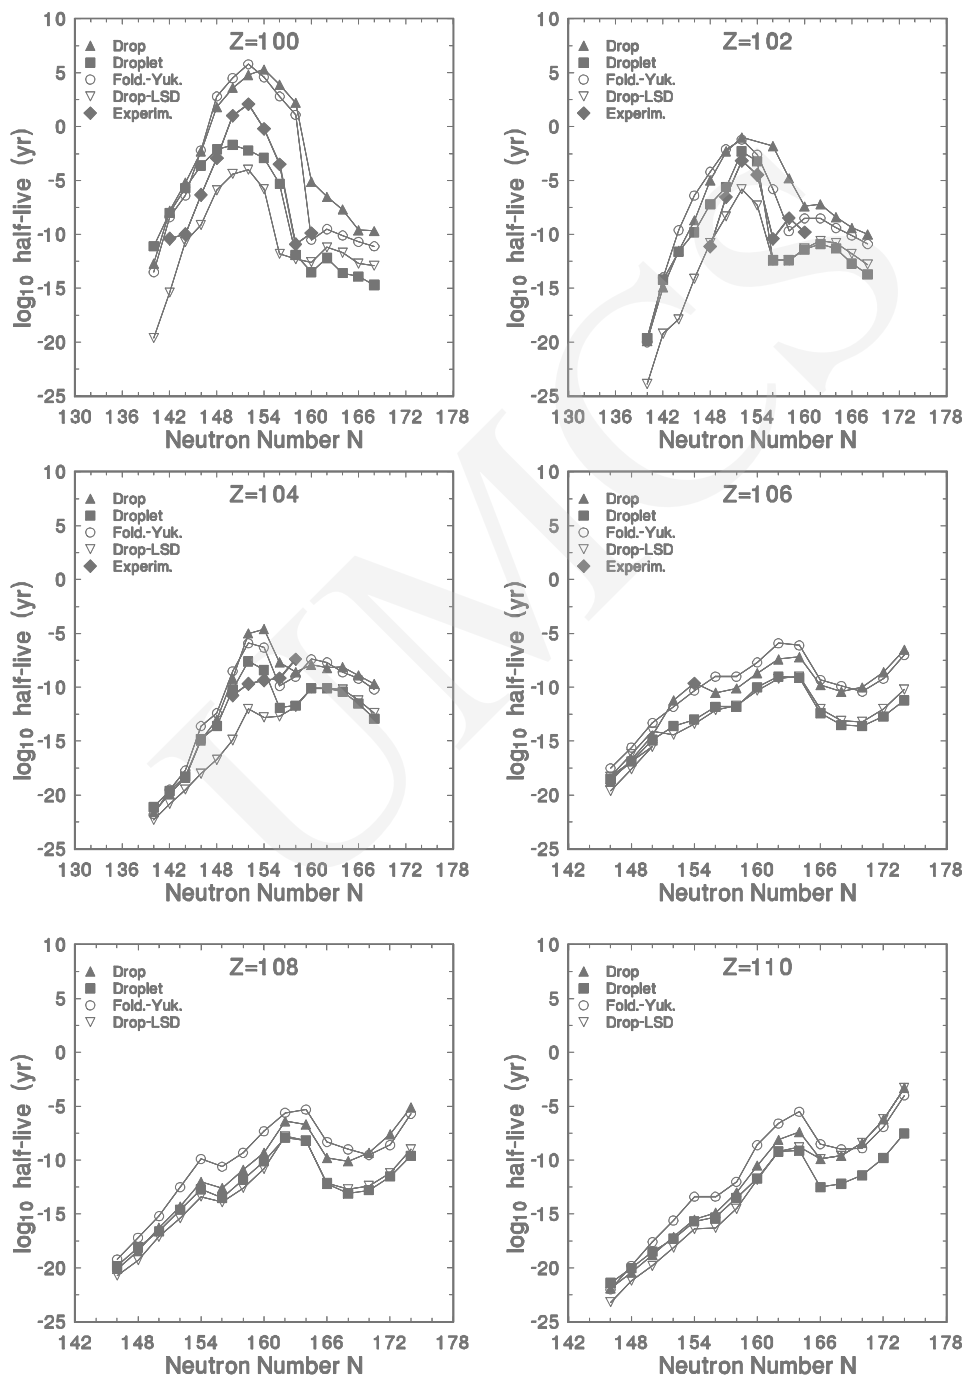 Z=100
Drop
Droplet
Fold.-Yuk.
Drop-LSD
Experim.
10
5
0
-5
-10
-15
-20
-25
log10 half-live (yr)
130 136 142 148 154 160 166 172 178
Neutron Number N
Z=102
Drop
Droplet
Fold.-Yuk.
Drop-LSD
Experim.
10
5
0
-5
-10
-15
-20
-25
log10 half-live (yr)
130 136 142 148 154 160 166 172 178
Neutron Number N
Z=104
Drop
Droplet
Fold.-Yuk.
Drop-LSD
Experim.
10
5
0
-5
-10
-15
-20
-25
log10 half-live (yr)
130 136 142 148 154 160 166 172 178
Neutron Number N
Z=106
Drop
Droplet
Fold.-Yuk.
Drop-LSD
Experim.
10
5
0
-5
-10
-15
-20
-25
log10 half-live (yr)
142 148 154 160 166 172 178
Neutron Number N
Z=108
Drop
Droplet
Fold.-Yuk.
Drop-LSD
10
5
0
-5
-10
-15
-20
-25
log10 half-live (yr)
142 148 154 160 166 172 178
Neutron Number N
Z=110
Drop
Droplet
Fold.-Yuk.
Drop-LSD
10
5
0
-5
-10
-15
-20
-25
log10 half-live (yr)
142 148 154 160 166 172 178
Neutron Number N
UMCS